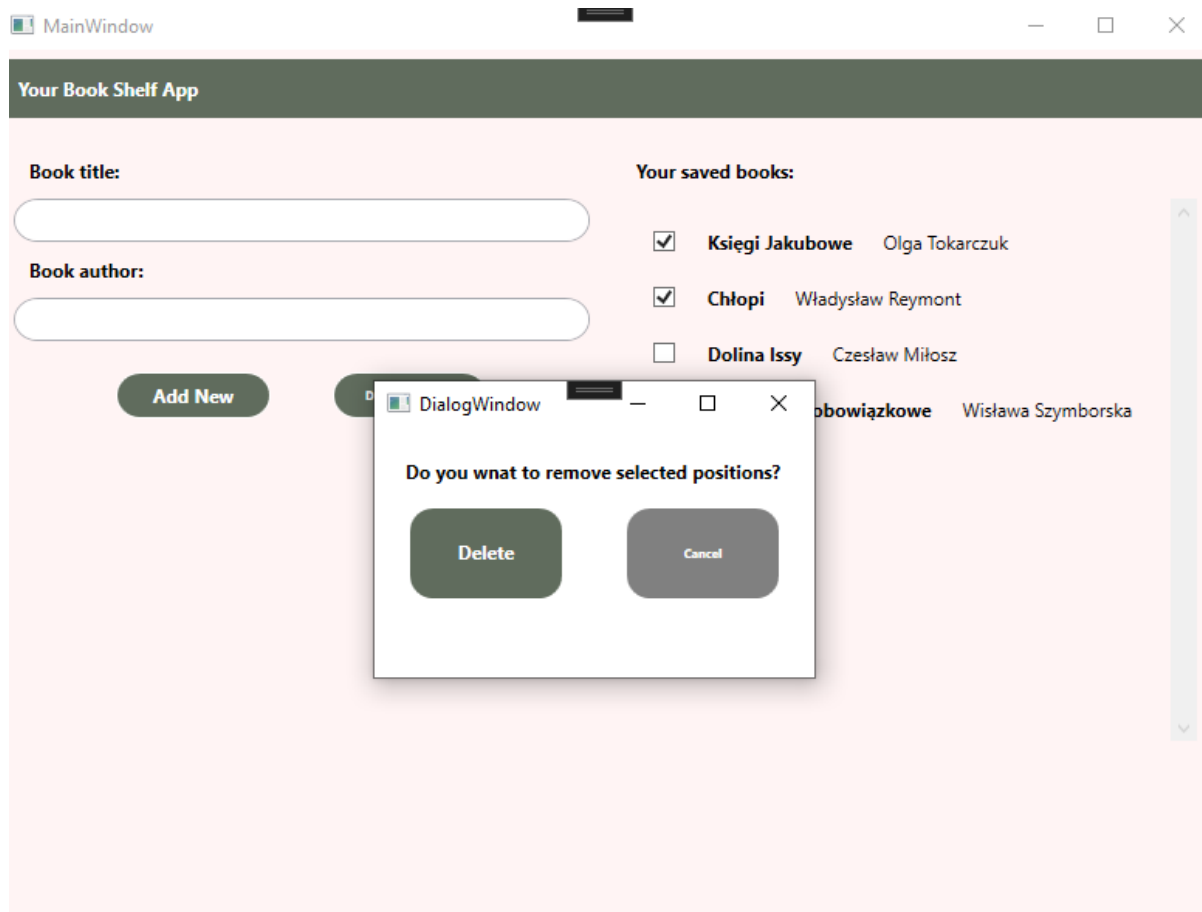 MainWindow
Your Book Shelf App
Book title:
Book author:
Add New
Your saved books:
Księgi Jakubowe Olga Tokarczuk
Chłopi Władysław Reymont
Dolina Issy Czesław Miłosz
obowiązkowe Wisława Szymborska
DialogWindow
Do you wnat to remove selected positions?
Delete
Cancel